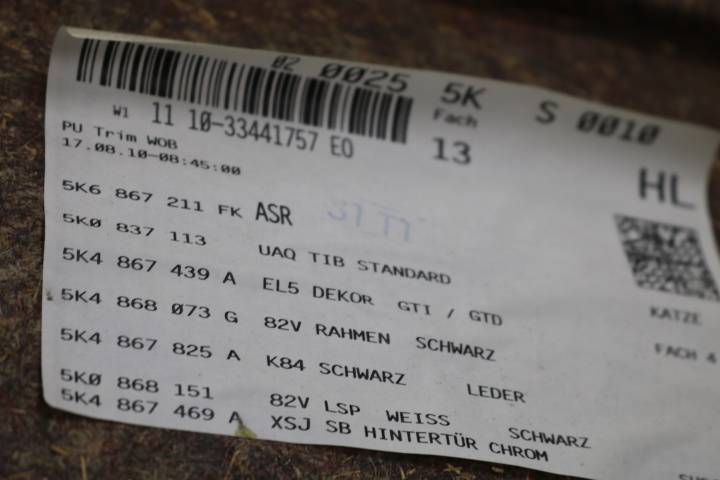 02 0025 5K S 0010
Fach
W1 11 10-33441757 E0 13
PU Trim WOB HL
17.08.10-08:45:00
5K6 867 211 FK ASR
5K0 837 113 UAQ TIB STANDARD
5K4 867 439 A EL5 DEKOR GTI / GTD
KATZE
5K4 868 073 G 82V RAHMEN SCHWARZ
FACH 4
5K4 867 825 A K84 SCHWARZ LEDER
5K0 868 151 82V LSP WEISS SCHWARZ
5K4 867 469 A XSJ SB HINTERTÜR CHROM